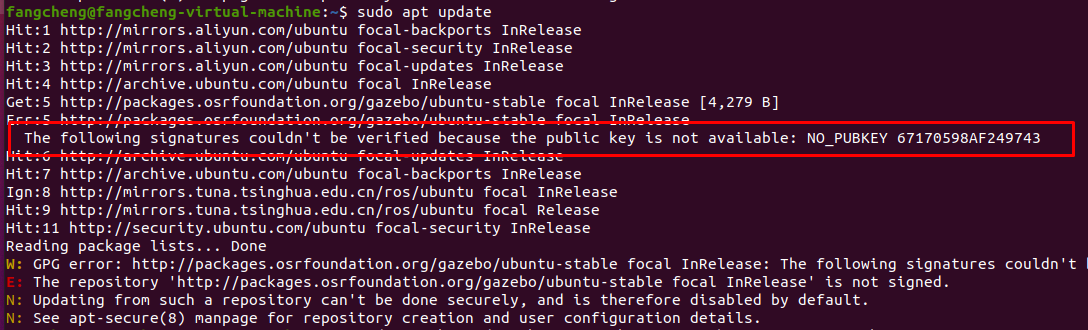 fangcheng@fangcheng-virtual-machine:~$ sudo apt update
Hit:1 http://mirrors.aliyun.com/ubuntu focal-backports InRelease
Hit:2 http://mirrors.aliyun.com/ubuntu focal-security InRelease
Hit:3 http://mirrors.aliyun.com/ubuntu focal-updates InRelease
Hit:4 http://archive.ubuntu.com/ubuntu focal InRelease
Get:5 http://packages.osrfoundation.org/gazebo/ubuntu-stable focal InRelease [4,279 B]
Err:5 http://packages.osrfoundation.org/gazebo/ubuntu-stable focal InRelease
The following signatures couldn't be verified because the public key is not available: NO_PUBKEY 67170598AF249743
Hit:6 http://archive.ubuntu.com/ubuntu focal-updates InRelease
Hit:7 http://archive.ubuntu.com/ubuntu focal-backports InRelease
Ign:8 http://mirrors.tuna.tsinghua.edu.cn/ros/ubuntu focal InRelease
Hit:9 http://mirrors.tuna.tsinghua.edu.cn/ros/ubuntu focal Release
Hit:11 http://security.ubuntu.com/ubuntu focal-security InRelease
Reading package lists... Done
W: GPG error: http://packages.osrfoundation.org/gazebo/ubuntu-stable focal InRelease: The following signatures couldn't
E: The repository 'http://packages.osrfoundation.org/gazebo/ubuntu-stable focal InRelease' is not signed.
N: Updating from such a repository can't be done securely, and is therefore disabled by default.
N: See apt-secure(8) manpage for repository creation and user configuration details.